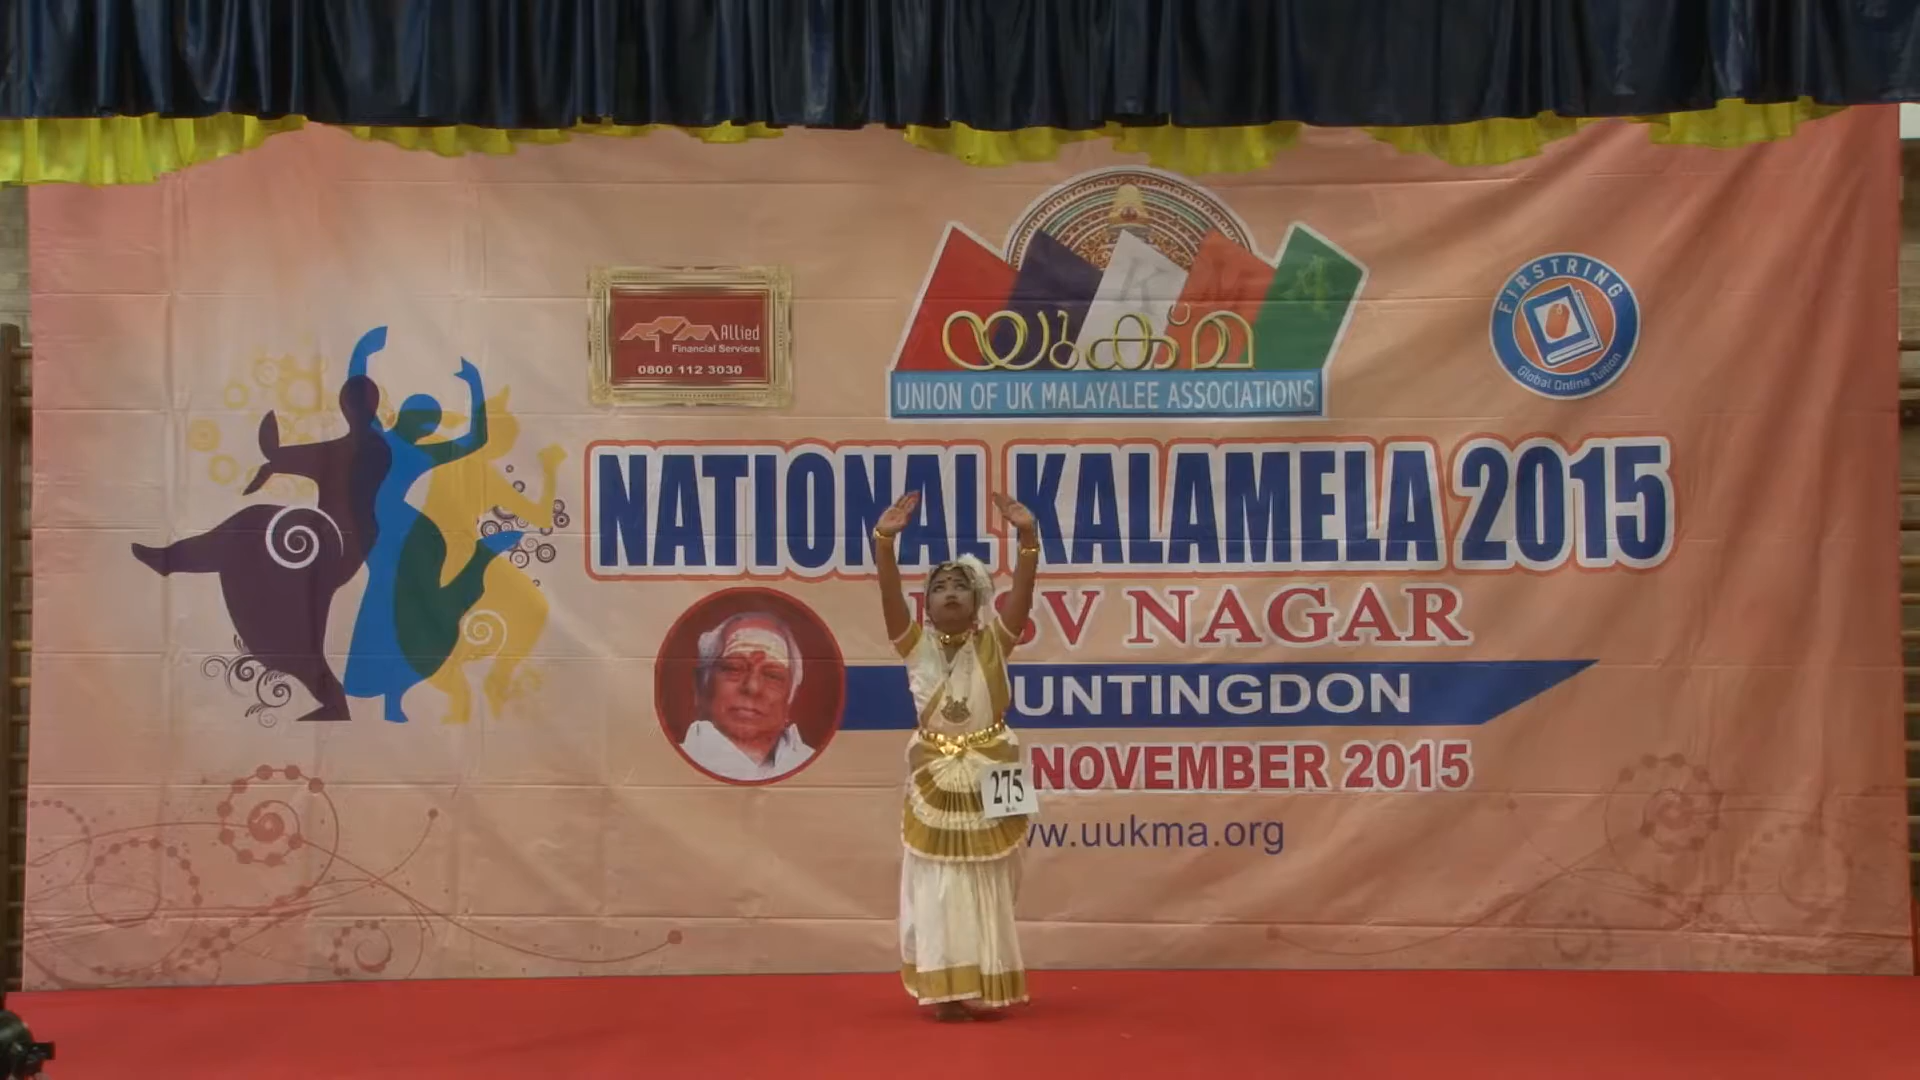 UKMA
യുക്മ
UNION OF UK MALAYALEE ASSOCIATIONS
Allied
Financial Services
0800 112 3030
FIRSTRING
Global Online Tuition
NATIONAL KALAMELA 2015
SV NAGAR
UNTINGDON
NOVEMBER 2015
w.uukma.org
275